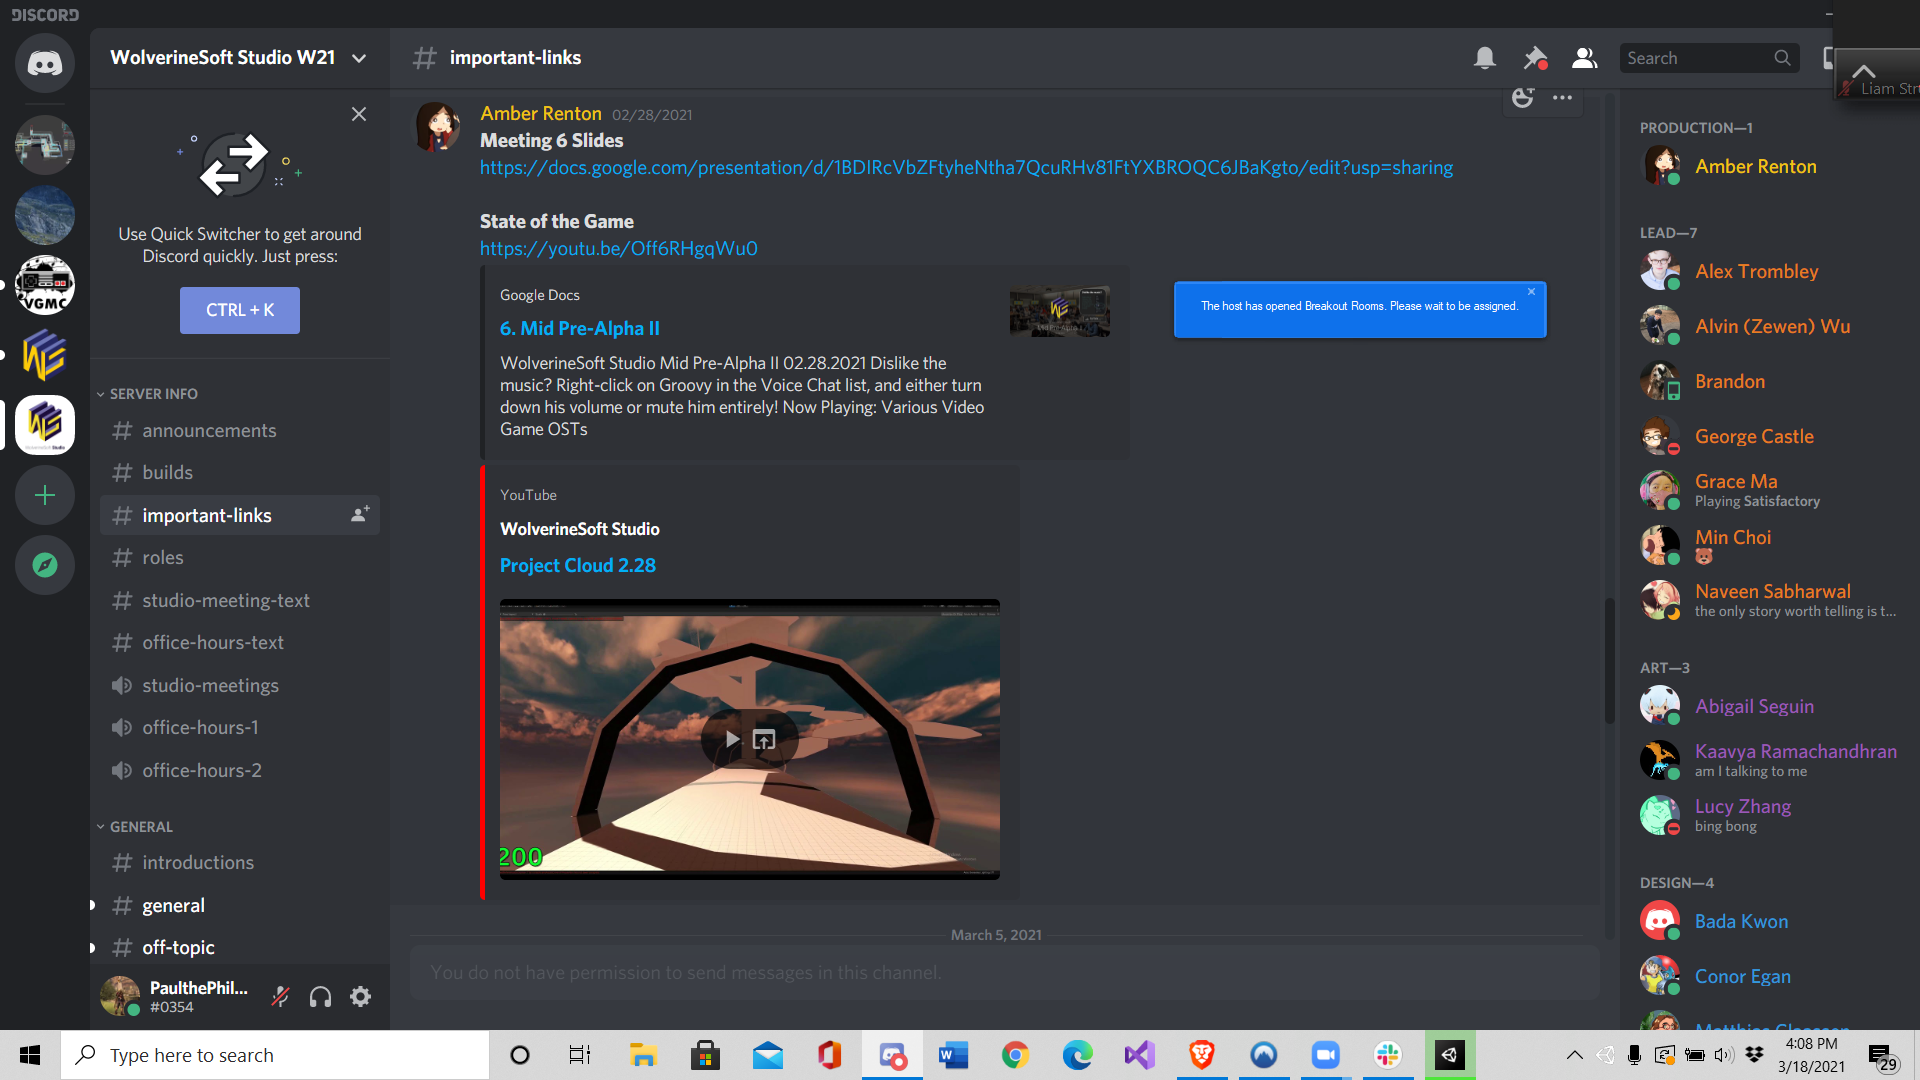 DISCORD
WolverineSoft Studio W21
important-links
Search
Liam Str
Use Quick Switcher to get around
Discord quickly. Just press:
CTRL + K
SERVER INFO
announcements
builds
important-links
roles
studio-meeting-text
office-hours-text
studio-meetings
office-hours-1
office-hours-2
GENERAL
introductions
general
off-topic
PaulthePhil...
#0354
VGMC
Amber Renton 02/28/2021
Meeting 6 Slides
https://docs.google.com/presentation/d/1BDIRcVbZFtyheNtha7QcuRHv81FtYXBROQC6JBaKgto/edit?usp=sharing
State of the Game
https://youtu.be/Off6RHgqWu0
Google Docs
6. Mid Pre-Alpha II
WolverineSoft Studio Mid Pre-Alpha II 02.28.2021 Dislike the
music? Right-click on Groovy in the Voice Chat list, and either turn
down his volume or mute him entirely! Now Playing: Various Video
Game OSTs
The host has opened Breakout Rooms. Please wait to be assigned.
YouTube
WolverineSoft Studio
Project Cloud 2.28
200
March 5, 2021
You do not have permission to send messages in this channel.
PRODUCTION—1
Amber Renton
LEAD—7
Alex Trombley
Alvin (Zewen) Wu
Brandon
George Castle
Grace Ma
Playing Satisfactory
Min Choi
Naveen Sabharwal
the only story worth telling is t...
ART—3
Abigail Seguin
Kaavya Ramachandhran
am I talking to me
Lucy Zhang
bing bong
DESIGN—4
Bada Kwon
Conor Egan
Type here to search
4:08 PM
3/18/2021
29